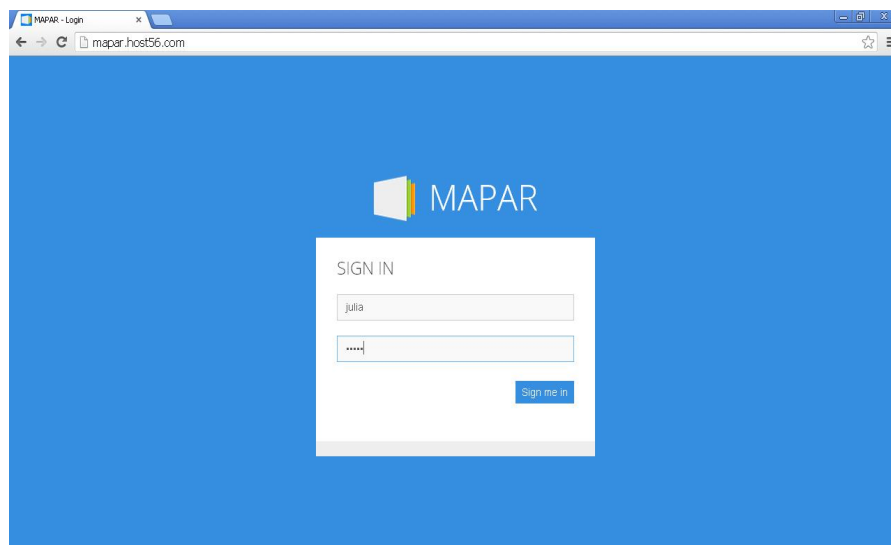 MAPAR - Login
mapar.host56.com
MAPAR
SIGN IN
julia
•••••
Sign me in